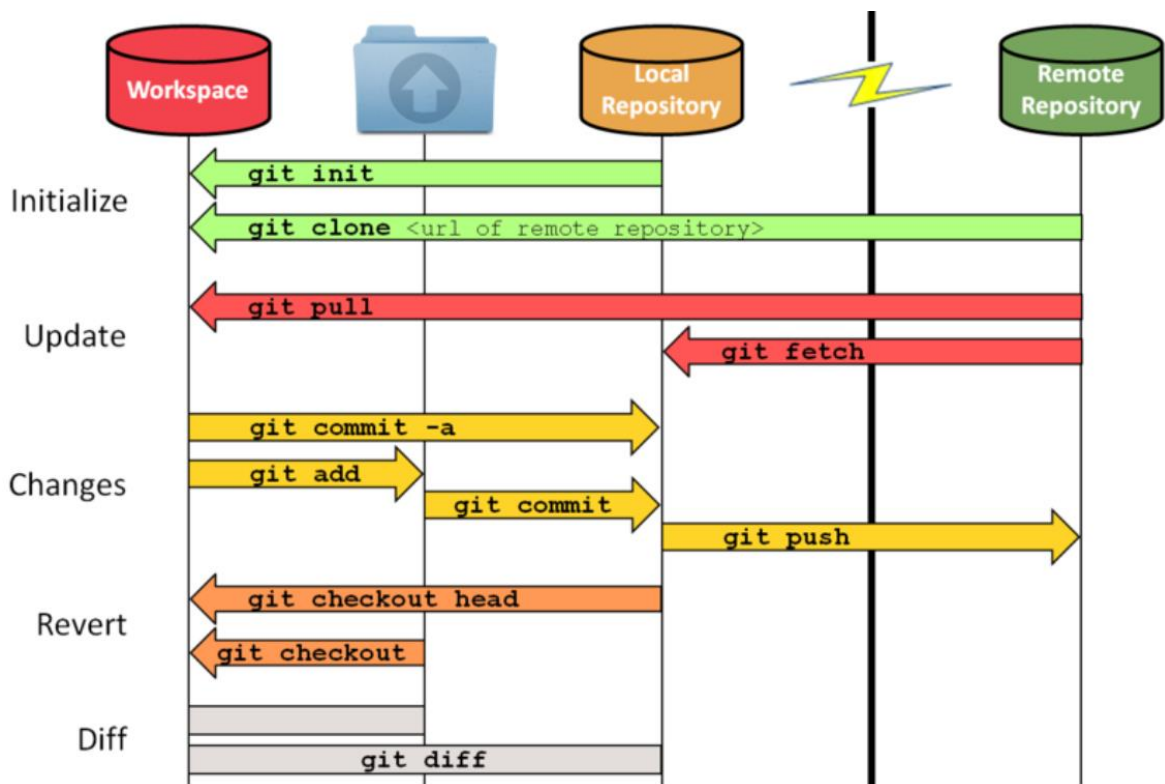 Workspace
Local
Repository
Remote
Repository
Initialize
git init
git clone <url of remote repository>
Update
git pull
git fetch
Changes
git commit -a
git add
git commit
git push
Revert
git checkout head
git checkout
Diff
git diff